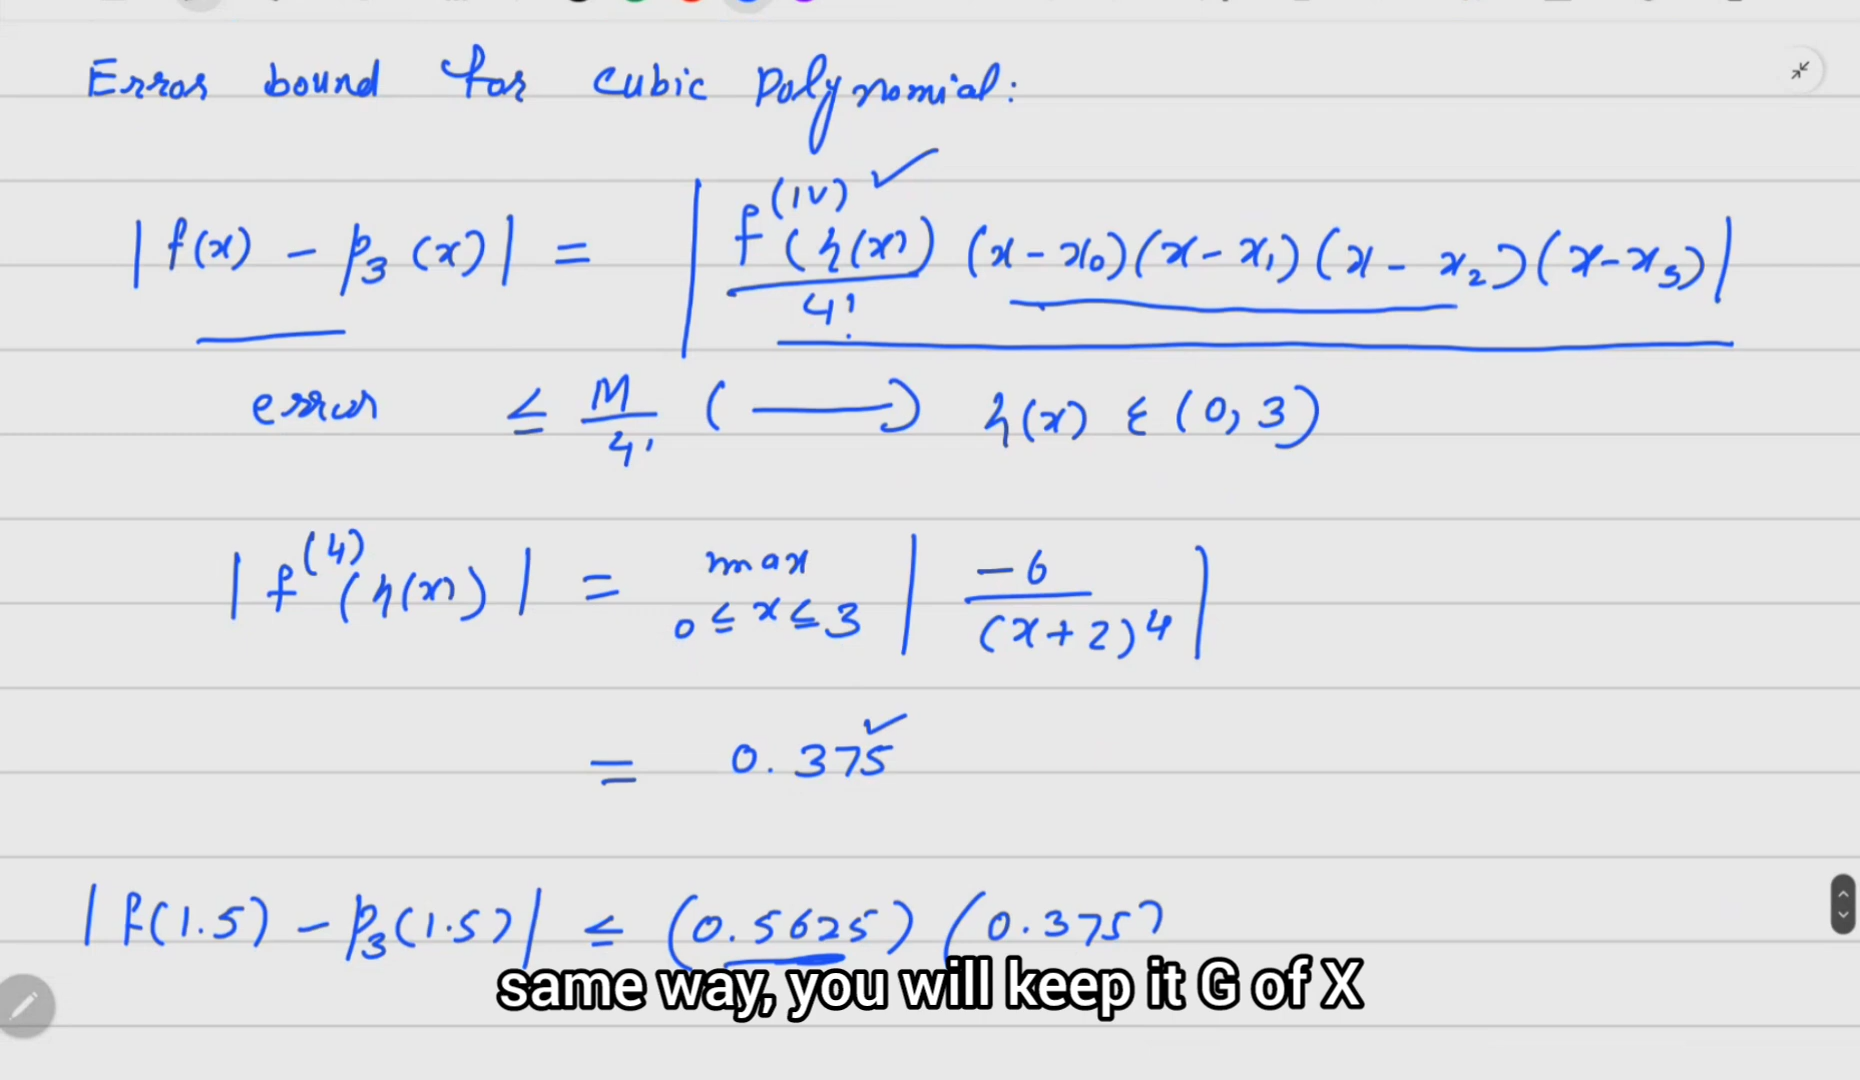 Error bound for cubic polynomial:
|f(x) - p₃(x)| = | f^(IV)(η(x)) / 4! (x-x₀)(x-x₁)(x-x₂)(x-x₃) |
error ≤ M/4! ( — ) η(x) ε (0,3)
|f^(4)(η(x))| = max 0≤x≤3 | -6 / (x+2)^4 |
= 0.375
|f(1.5) - p₃(1.5)| ≤ (0.5625) (0.375)
same way, you will keep it G of X